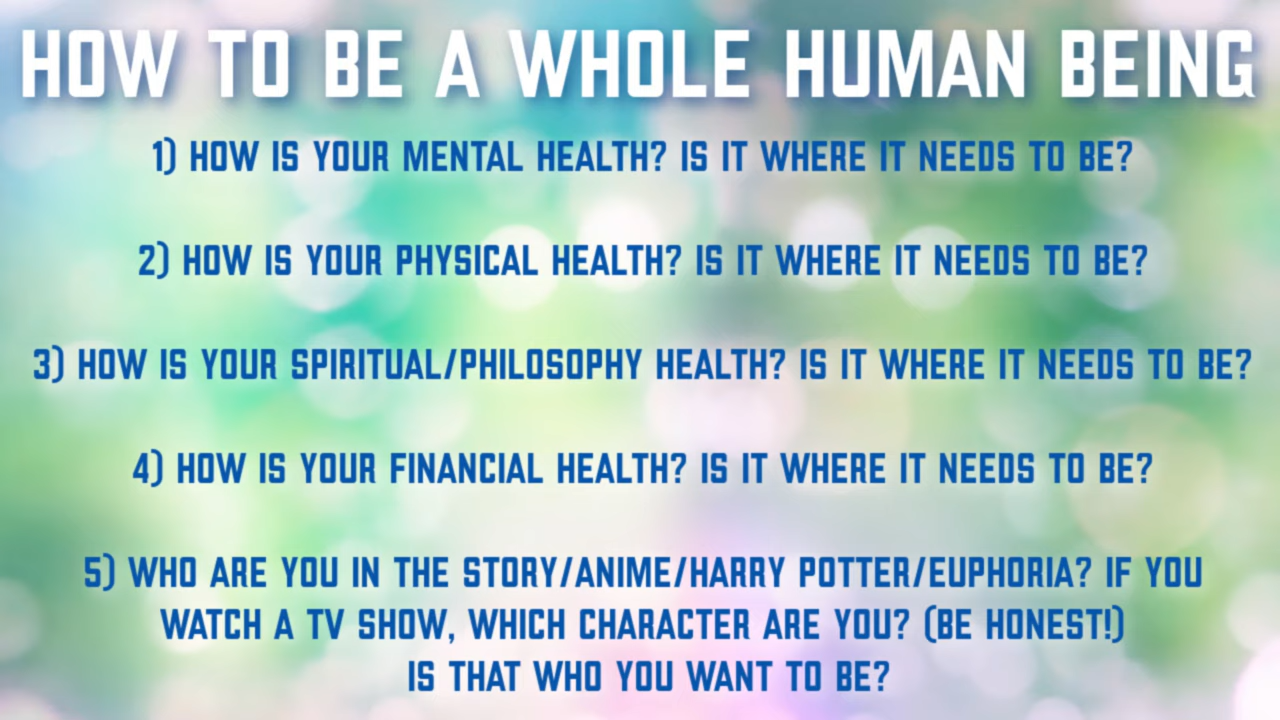 HOW TO BE A WHOLE HUMAN BEING
1) HOW IS YOUR MENTAL HEALTH? IS IT WHERE IT NEEDS TO BE?
2) HOW IS YOUR PHYSICAL HEALTH? IS IT WHERE IT NEEDS TO BE?
3) HOW IS YOUR SPIRITUAL/PHILOSOPHY HEALTH? IS IT WHERE IT NEEDS TO BE?
4) HOW IS YOUR FINANCIAL HEALTH? IS IT WHERE IT NEEDS TO BE?
5) WHO ARE YOU IN THE STORY/ANIME/HARRY POTTER/EUPHORIA? IF YOU
WATCH A TV SHOW, WHICH CHARACTER ARE YOU? (BE HONEST!)
IS THAT WHO YOU WANT TO BE?